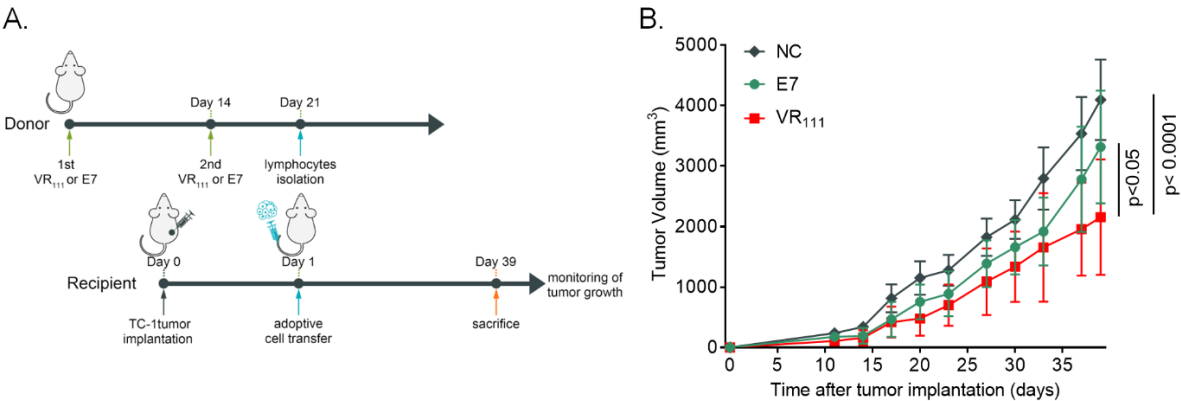 A.
Donor
Day 14
Day 21
1st
VR111 or E7
2nd
VR111 or E7
lymphocytes
isolation
Recipient
Day 0
Day 1
Day 39
monitoring of
tumor growth
TC-1tumor
implantation
adoptive
cell transfer
sacrifice
B.
NC
E7
VR111
Tumor Volume (mm³)
5000
4000
3000
2000
1000
0
0
5
10
15
20
25
30
35
Time after tumor implantation (days)
p<0.05
p< 0.0001